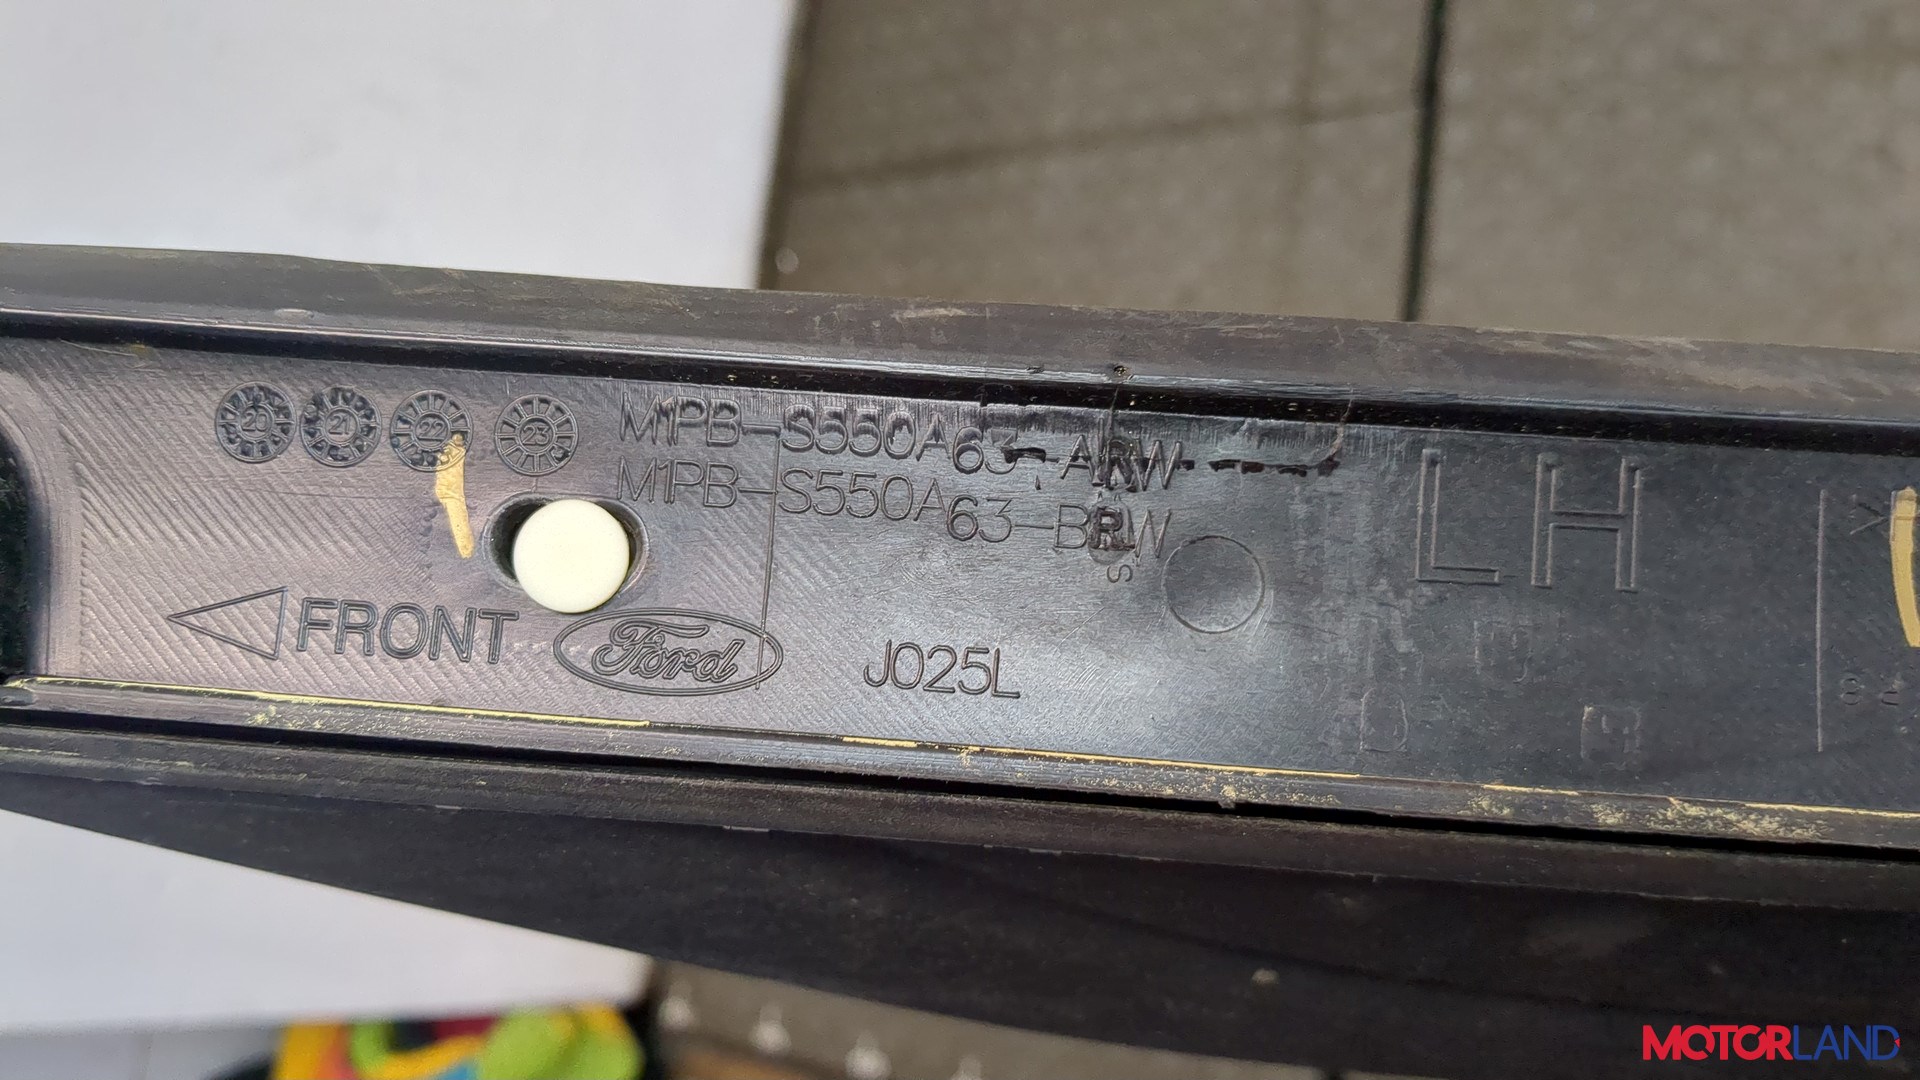 20 21 22 23
M1PB-S550A63-ARW
M1PB-S550A63-BRW
LH
FRONT
Ford
J025L
MOTORLAND